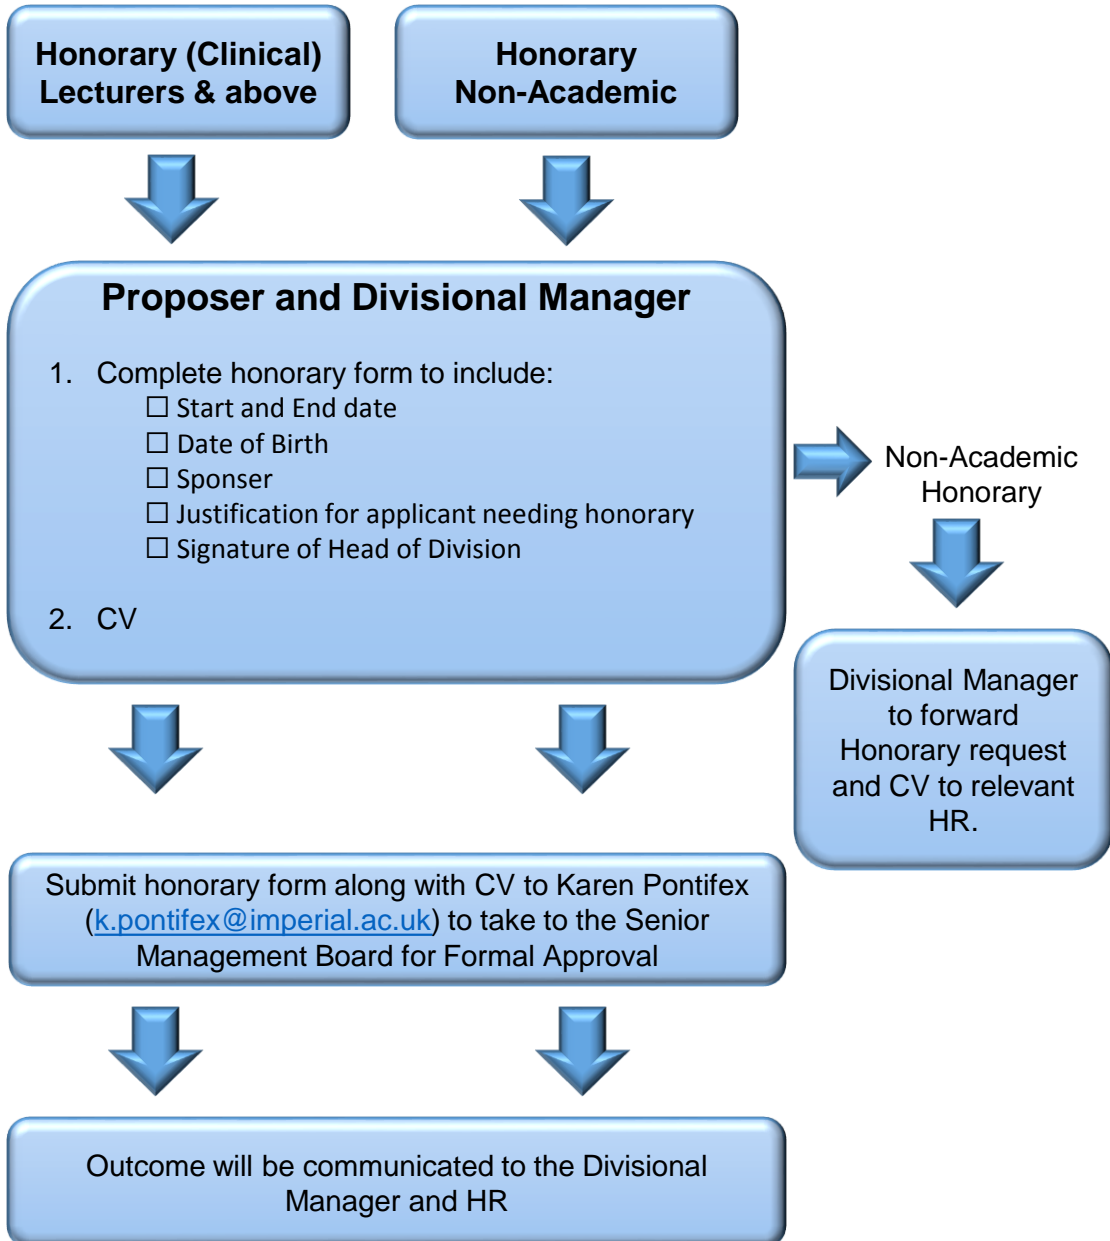 Honorary (Clinical)
Lecturers & above
Honorary
Non-Academic
Proposer and Divisional Manager
1. Complete honorary form to include:
☐ Start and End date
☐ Date of Birth
☐ Sponser
☐ Justification for applicant needing honorary
☐ Signature of Head of Division
2. CV
Non-Academic
Honorary
Divisional Manager
to forward
Honorary request
and CV to relevant
HR.
Submit honorary form along with CV to Karen Pontifex
(k.pontifex@imperial.ac.uk) to take to the Senior
Management Board for Formal Approval
Outcome will be communicated to the Divisional
Manager and HR